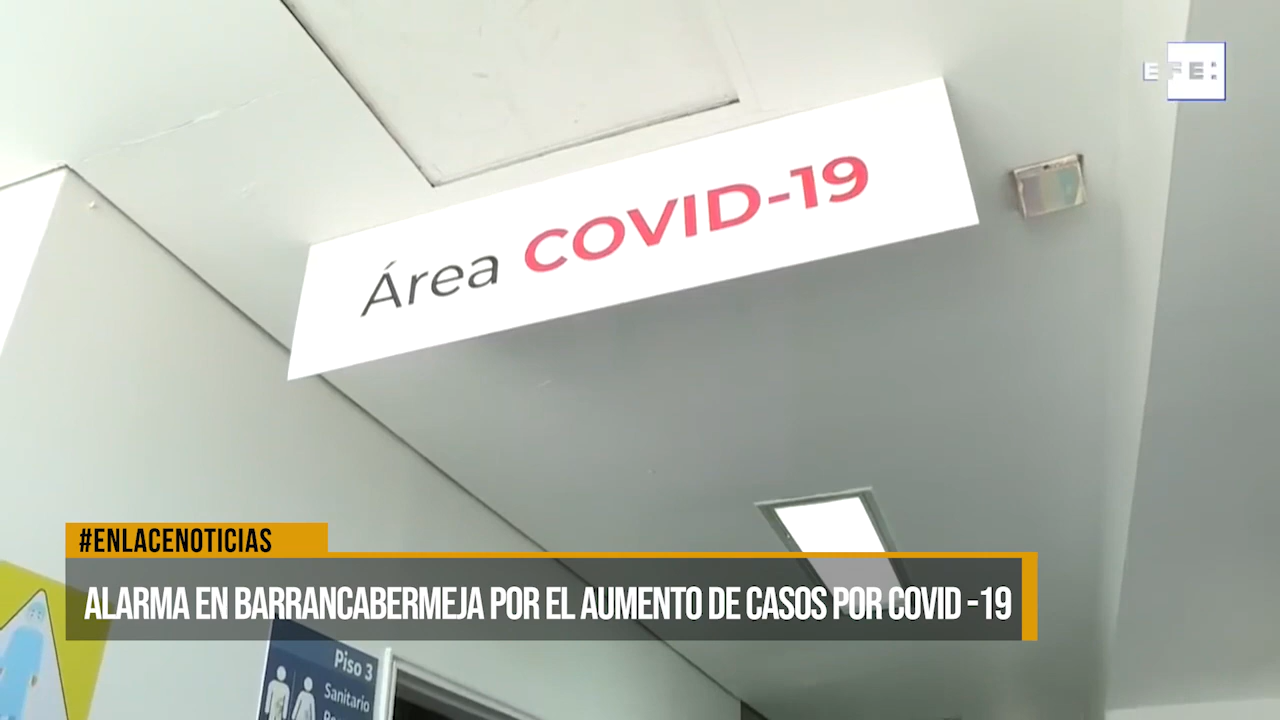 EFE:
Área COVID-19
#ENLACENOTICIAS
ALARMA EN BARRANCABERMEJA POR EL AUMENTO DE CASOS POR COVID -19
Piso 3
Sanitario